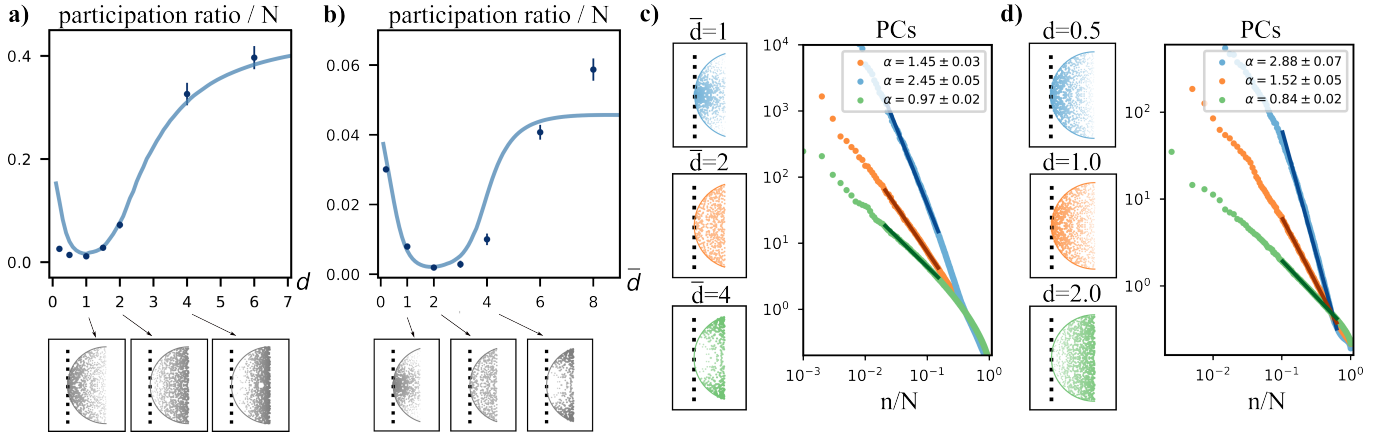 a) participation ratio / N
0.4
0.2
0.0
0 1 2 3 4 5 6 7
d
b) participation ratio / N
0.06
0.04
0.02
0.00
0 1 2 3 4 6 8
d̅
c)
d̅=1
d̅=2
d̅=4
PCs
10⁴
10³
10²
10¹
10⁰
α = 1.45 ± 0.03
α = 2.45 ± 0.05
α = 0.97 ± 0.02
10⁻³ 10⁻² 10⁻¹ 10⁰
n/N
d)
d=0.5
d=1.0
d=2.0
PCs
10²
10¹
10⁰
α = 2.88 ± 0.07
α = 1.52 ± 0.05
α = 0.84 ± 0.02
10⁻² 10⁻¹ 10⁰
n/N